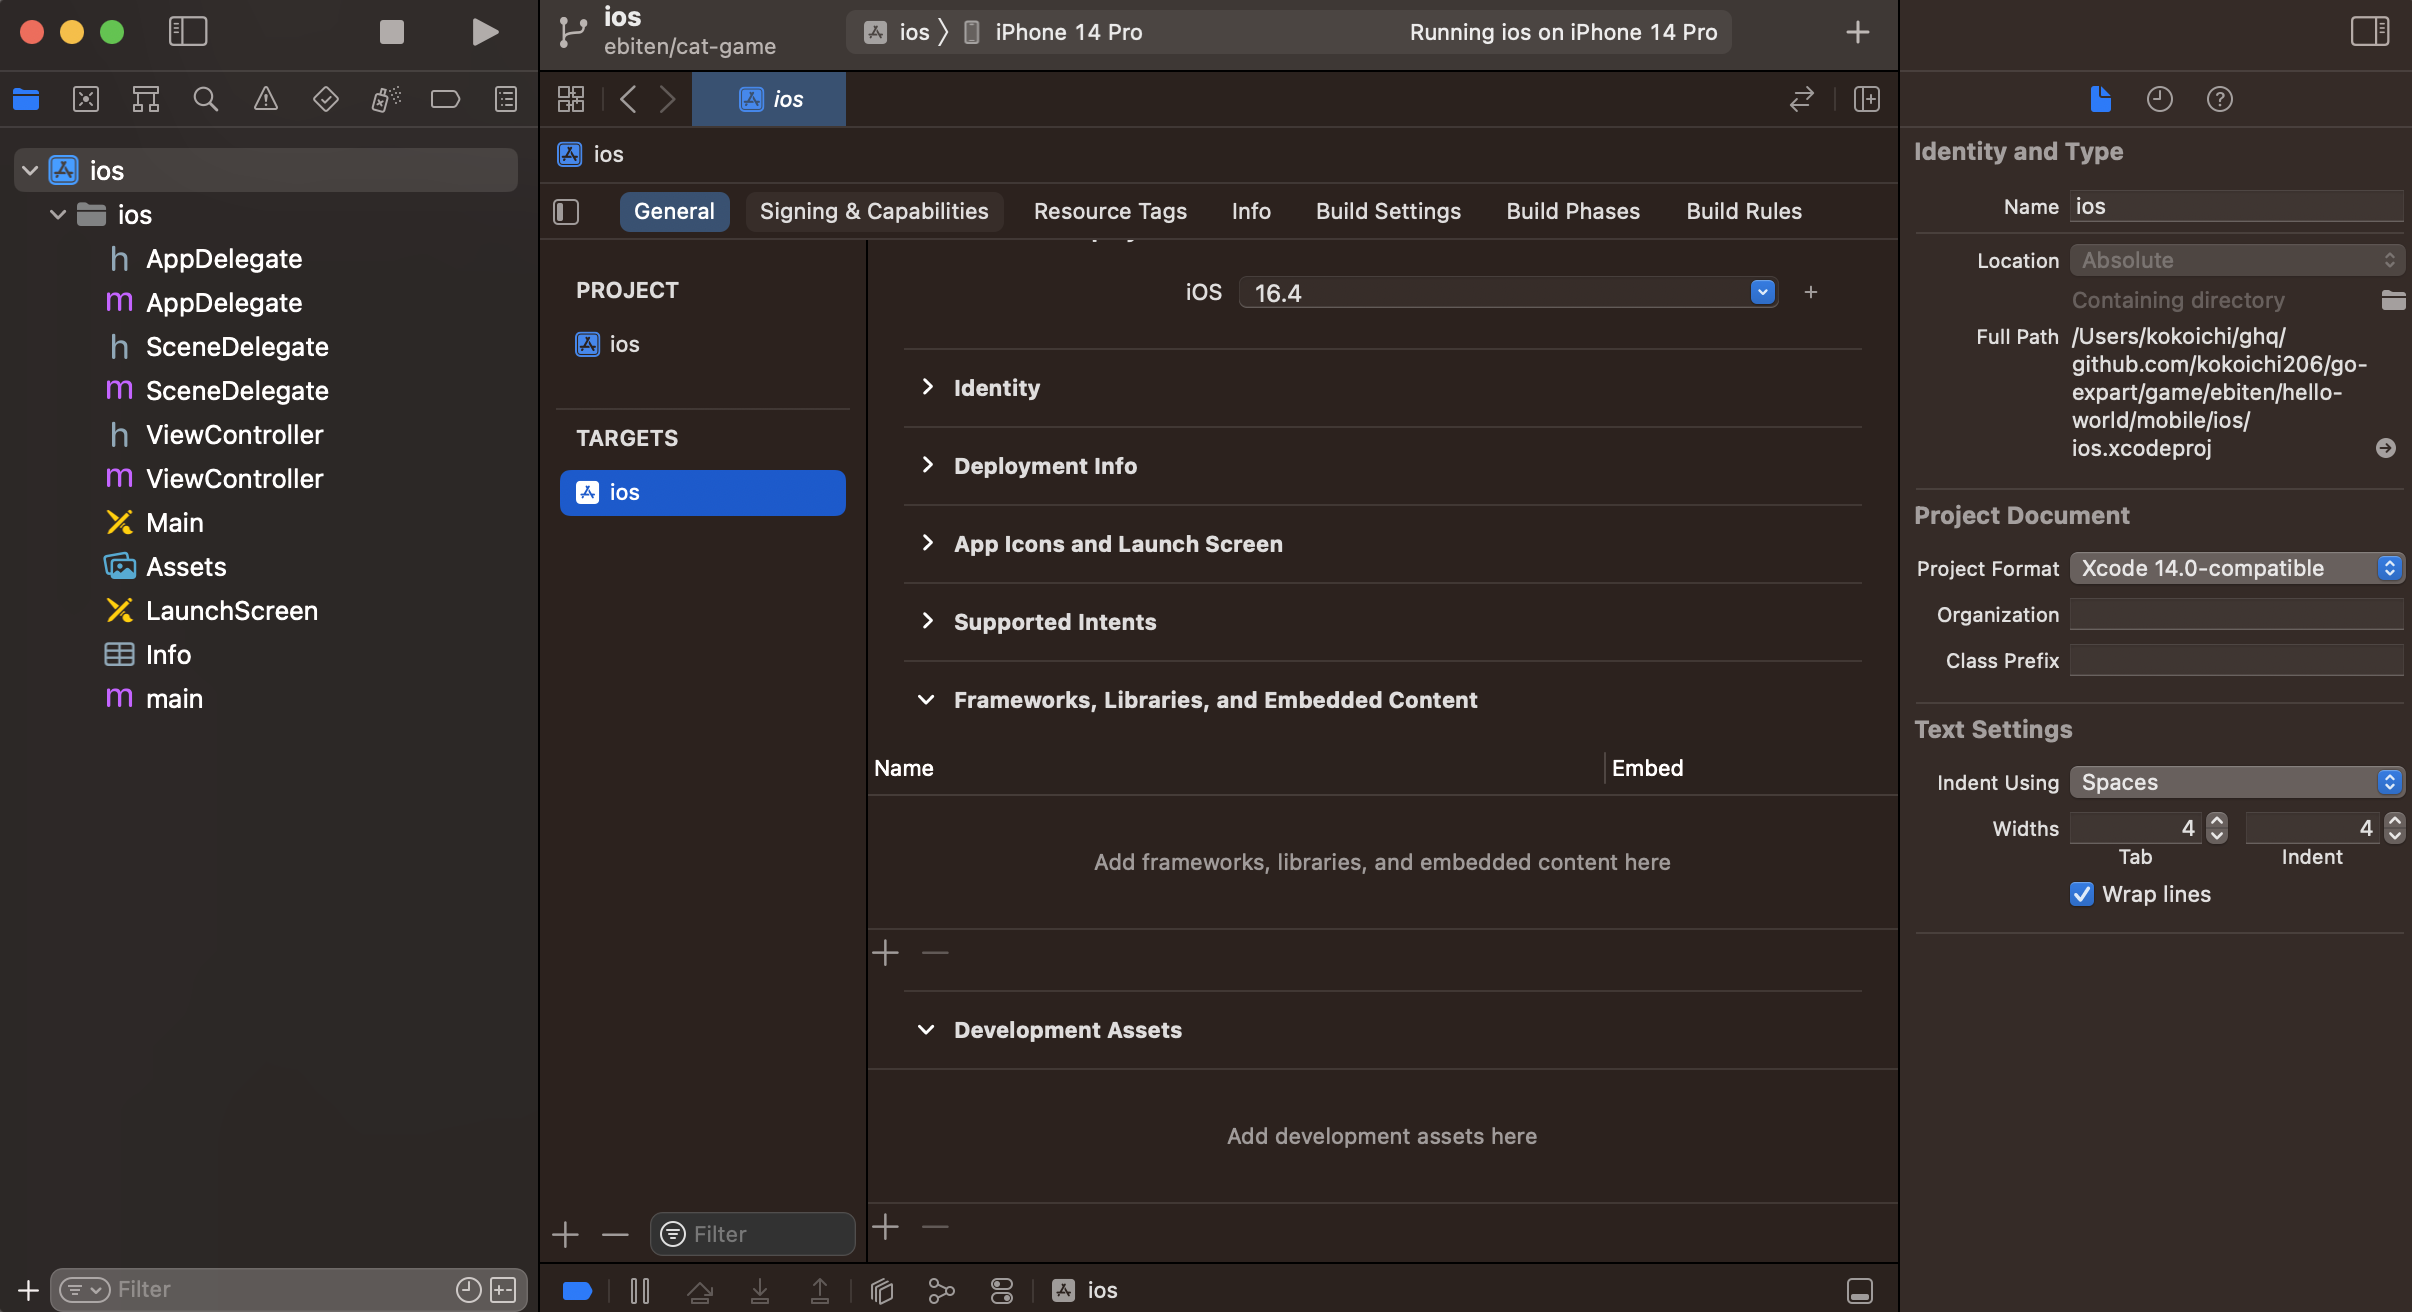 ios
ebiten/cat-game
ios
iPhone 14 Pro
Running ios on iPhone 14 Pro
ios
ios
AppDelegate
AppDelegate
SceneDelegate
SceneDelegate
ViewController
ViewController
Main
Assets
LaunchScreen
Info
main
Filter
ios
ios
General
Signing & Capabilities
Resource Tags
Info
Build Settings
Build Phases
Build Rules
PROJECT
ios
TARGETS
ios
Filter
iOS
16.4
Identity
Deployment Info
App Icons and Launch Screen
Supported Intents
Frameworks, Libraries, and Embedded Content
Name
Embed
Add frameworks, libraries, and embedded content here
Development Assets
Add development assets here
ios
Identity and Type
Name ios
Location Absolute
Containing directory
Full Path /Users/kokoichi/ghq/
github.com/kokoichi206/go-
expart/game/ebiten/hello-
world/mobile/ios/
ios.xcodeproj
Project Document
Project Format Xcode 14.0-compatible
Organization
Class Prefix
Text Settings
Indent Using Spaces
Widths 4 4
Tab Indent
Wrap lines